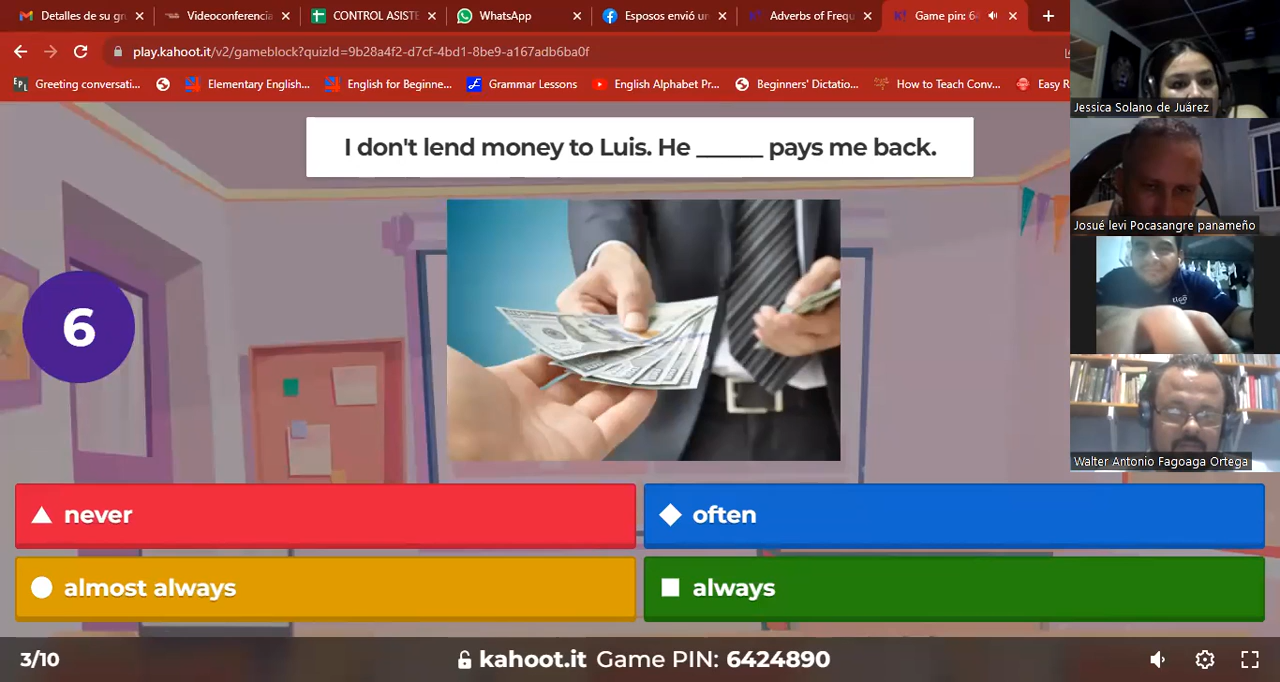 Detalles de su gr
Videoconferencia
CONTROL ASIST
WhatsApp
Esposos envió un
Adverbs of Frequ
Game pin: 6
play.kahoot.it/v2/gameblock?quizId=9b28a4f2-d7cf-4bd1-8be9-a167adb6ba0f
EPL Greeting conversati...
Elementary English...
English for Beginne...
Grammar Lessons
English Alphabet Pr...
Beginners' Dictatio...
How to Teach Conv...
Easy R
I don't lend money to Luis. He ______ pays me back.
6
never
often
almost always
always
3/10
kahoot.it Game PIN: 6424890
Jessica Solano de Juárez
Josué levi Pocasangre panameño
tigo
Walter Antonio Fagoaga Ortega